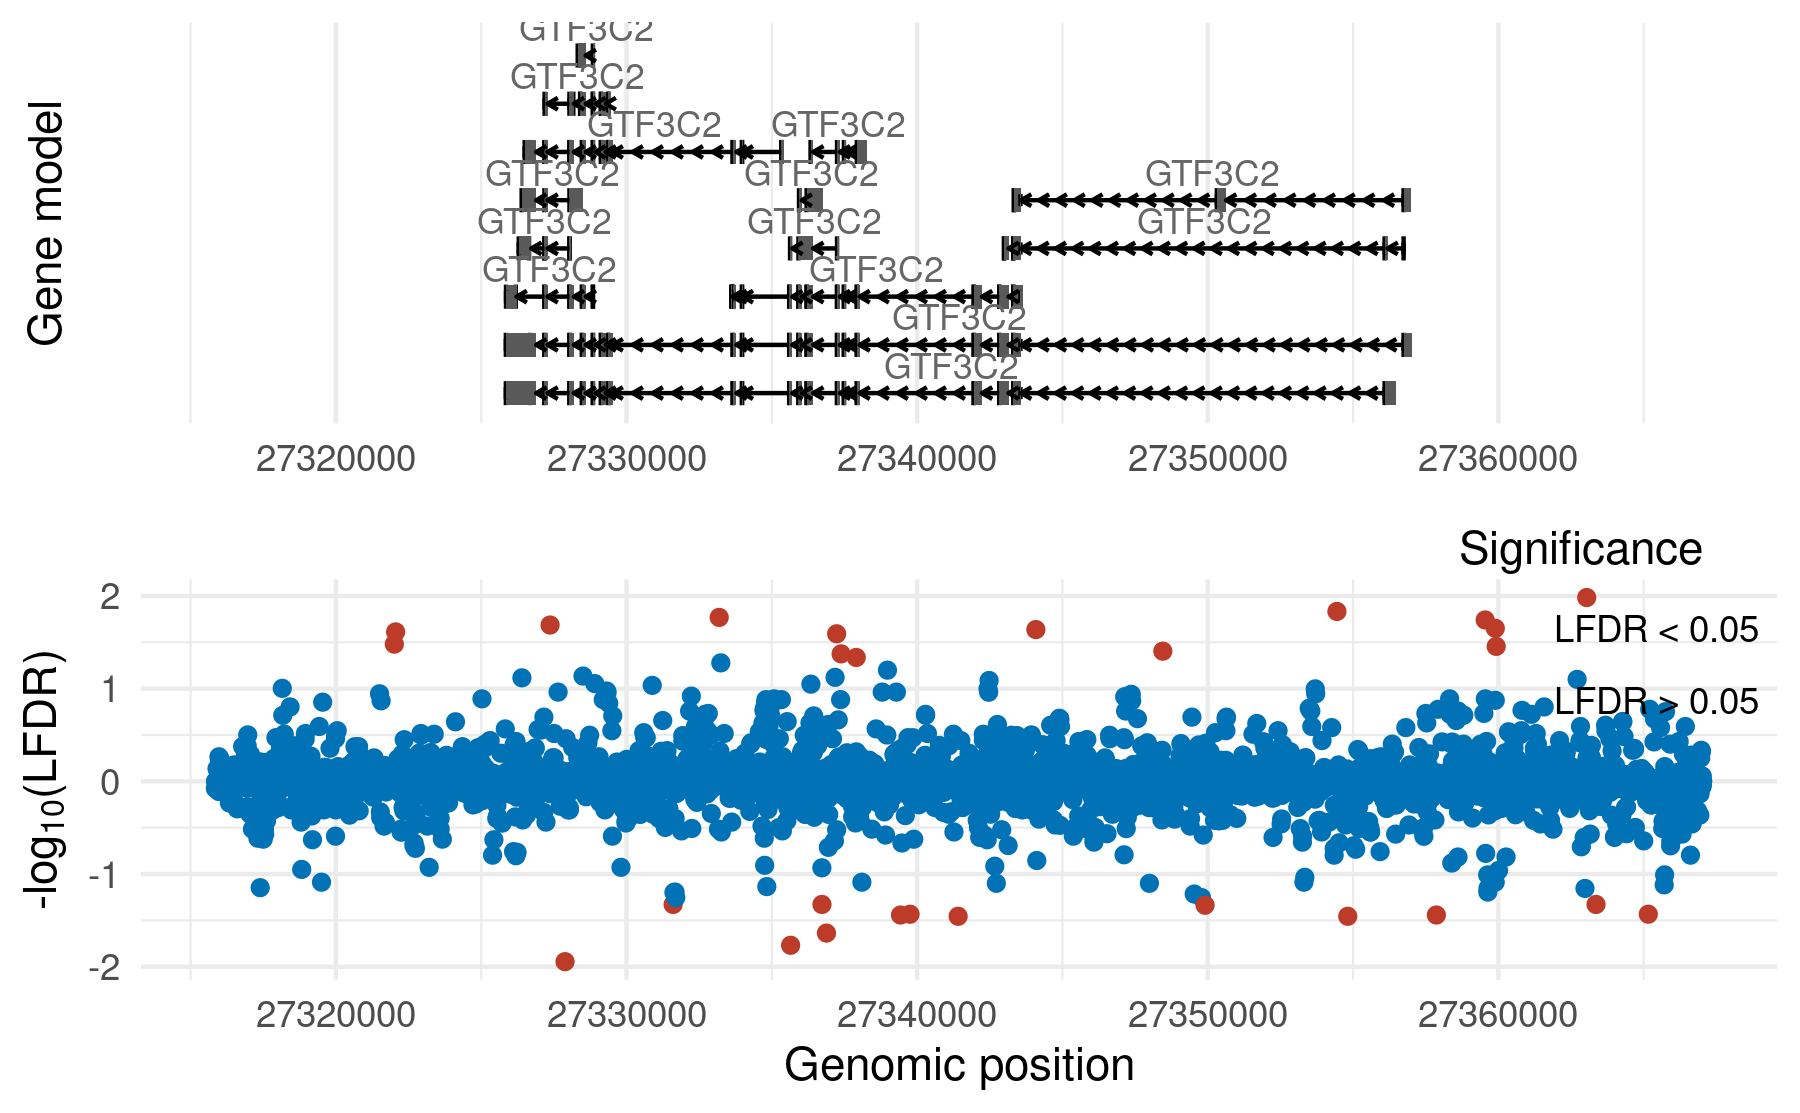 GTF3C2
GTF3C2
GTF3C2 GTF3C2
GTF3C2 GTF3C2 GTF3C2
GTF3C2 GTF3C2 GTF3C2
GTF3C2 GTF3C2
GTF3C2
GTF3C2
Gene model
27320000 27330000 27340000 27350000 27360000
Significance
LFDR < 0.05
LFDR > 0.05
2
1
0
-1
-2
-log10(LFDR)
27320000 27330000 27340000 27350000 27360000
Genomic position